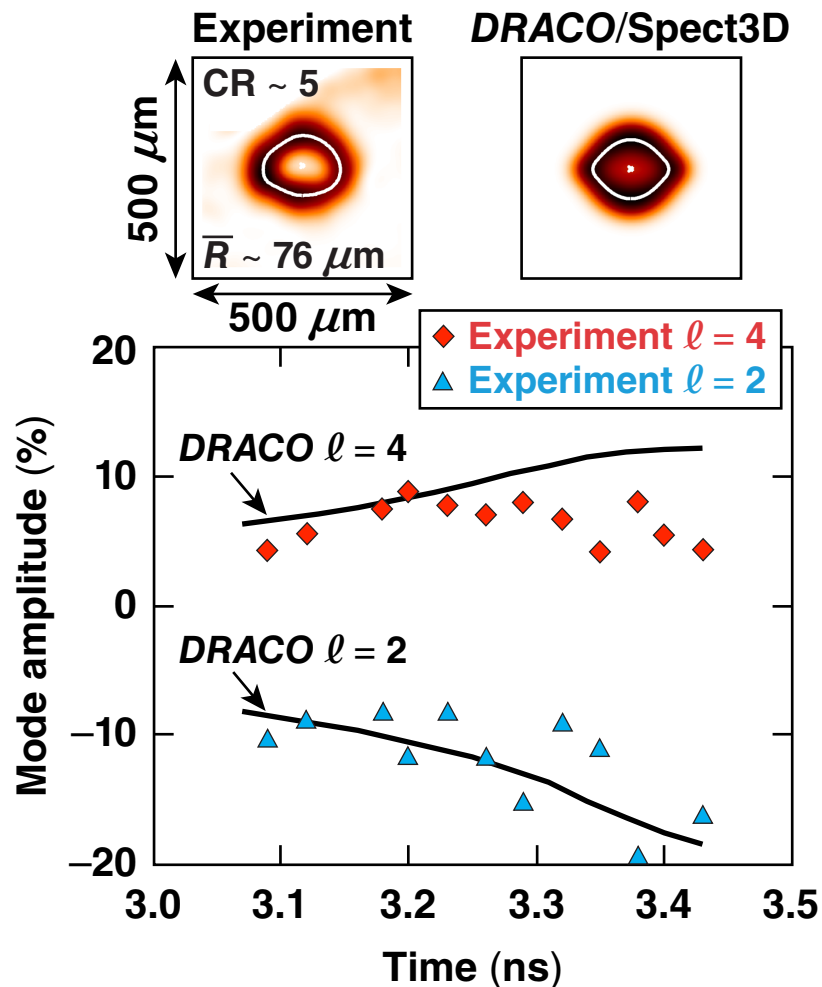 Experiment
DRACO/Spect3D
CR ~ 5
R̅ ~ 76 μm
500 μm
500 μm
Experiment ℓ = 4
Experiment ℓ = 2
DRACO ℓ = 4
DRACO ℓ = 2
Mode amplitude (%)
20
10
0
−10
−20
3.0 3.1 3.2 3.3 3.4 3.5
Time (ns)